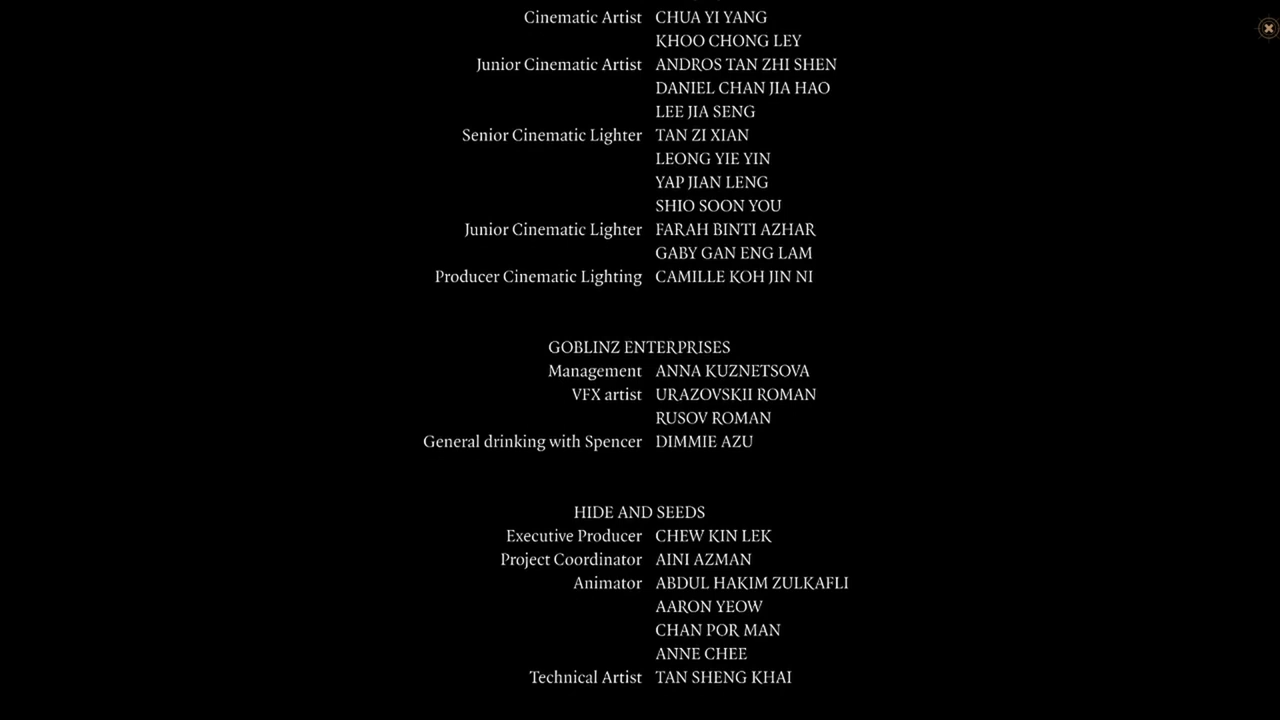 Cinematic Artist CHUA YI YANG
KHOO CHONG LEY
Junior Cinematic Artist ANDROS TAN ZHI SHEN
DANIEL CHAN JIA HAO
LEE JIA SENG
Senior Cinematic Lighter TAN ZI XIAN
LEONG YIE YIN
YAP JIAN LENG
SHIO SOON YOU
Junior Cinematic Lighter FARAH BINTI AZHAR
GABY GAN ENG LAM
Producer Cinematic Lighting CAMILLE KOH JIN NI
GOBLINZ ENTERPRISES
Management ANNA KUZNETSOVA
VFX artist URAZOVSKII ROMAN
RUSOV ROMAN
General drinking with Spencer DIMMIE AZU
HIDE AND SEEDS
Executive Producer CHEW KIN LEK
Project Coordinator AINI AZMAN
Animator ABDUL HAKIM ZULKAFLI
AARON YEOW
CHAN POR MAN
ANNE CHEE
Technical Artist TAN SHENG KHAI